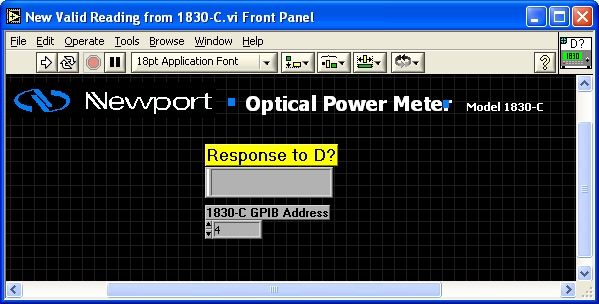 New Valid Reading from 1830-C.vi Front Panel
File Edit Operate Tools Browse Window Help
18pt Application Font
?
D?
1830
Newport Optical Power Meter Model 1830-C
Response to D?
1830-C GPIB Address
4